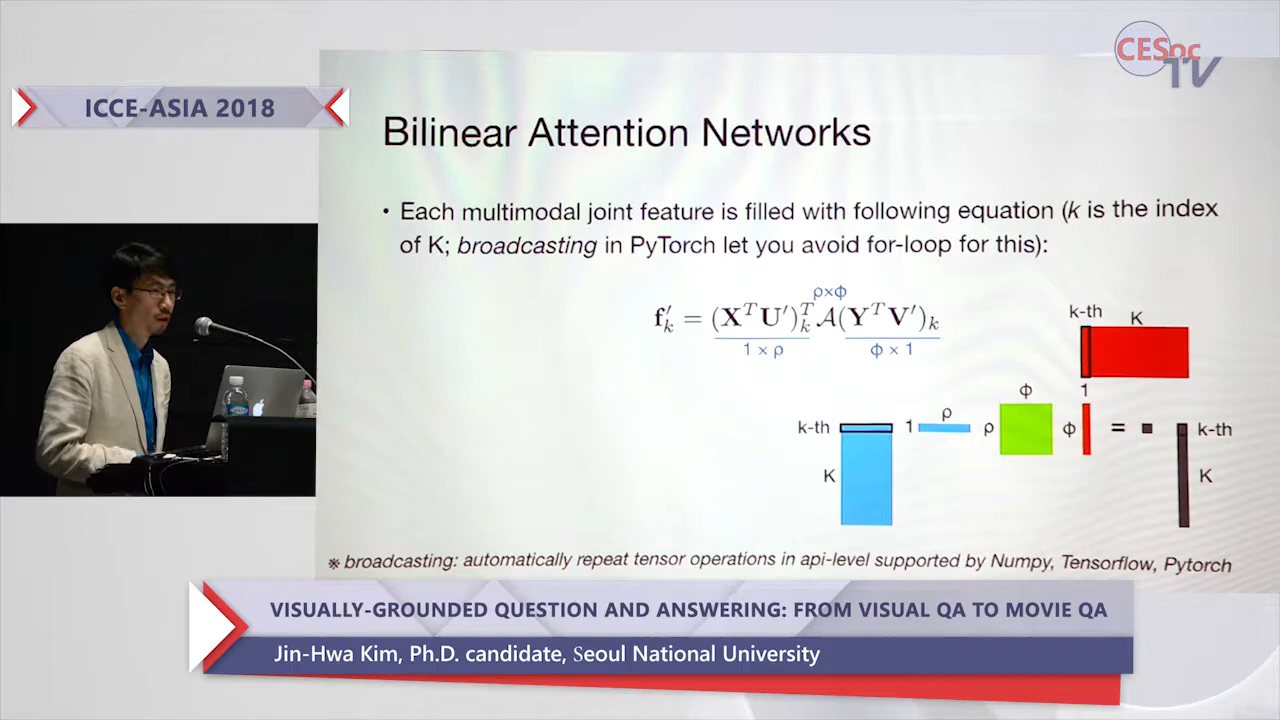 CESoc TV
ICCE-ASIA 2018
Bilinear Attention Networks
• Each multimodal joint feature is filled with following equation (k is the index
of K; broadcasting in PyTorch let you avoid for-loop for this):
ρ×Φ
f′ₖ = (XᵀU′)ₖᵀ 𝒜(YᵀV′)ₖ
1 × ρ
Φ × 1
k-th K
Φ 1
k-th 1 ρ ρ Φ = k-th
K K
※ broadcasting: automatically repeat tensor operations in api-level supported by Numpy, Tensorflow, Pytorch
VISUALLY-GROUNDED QUESTION AND ANSWERING: FROM VISUAL QA TO MOVIE QA
Jin-Hwa Kim, Ph.D. candidate, Seoul National University